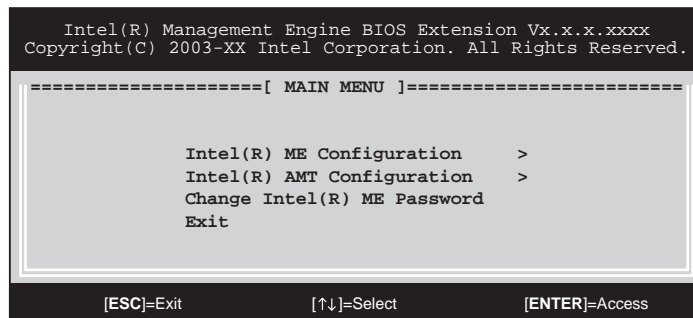 Intel(R) Management Engine BIOS Extension Vx.x.x.xxxx
Copyright(C) 2003-XX Intel Corporation. All Rights Reserved.
=====================[ MAIN MENU ]=========================
Intel(R) ME Configuration >
Intel(R) AMT Configuration >
Change Intel(R) ME Password
Exit
[ESC]=Exit [↑↓]=Select [ENTER]=Access